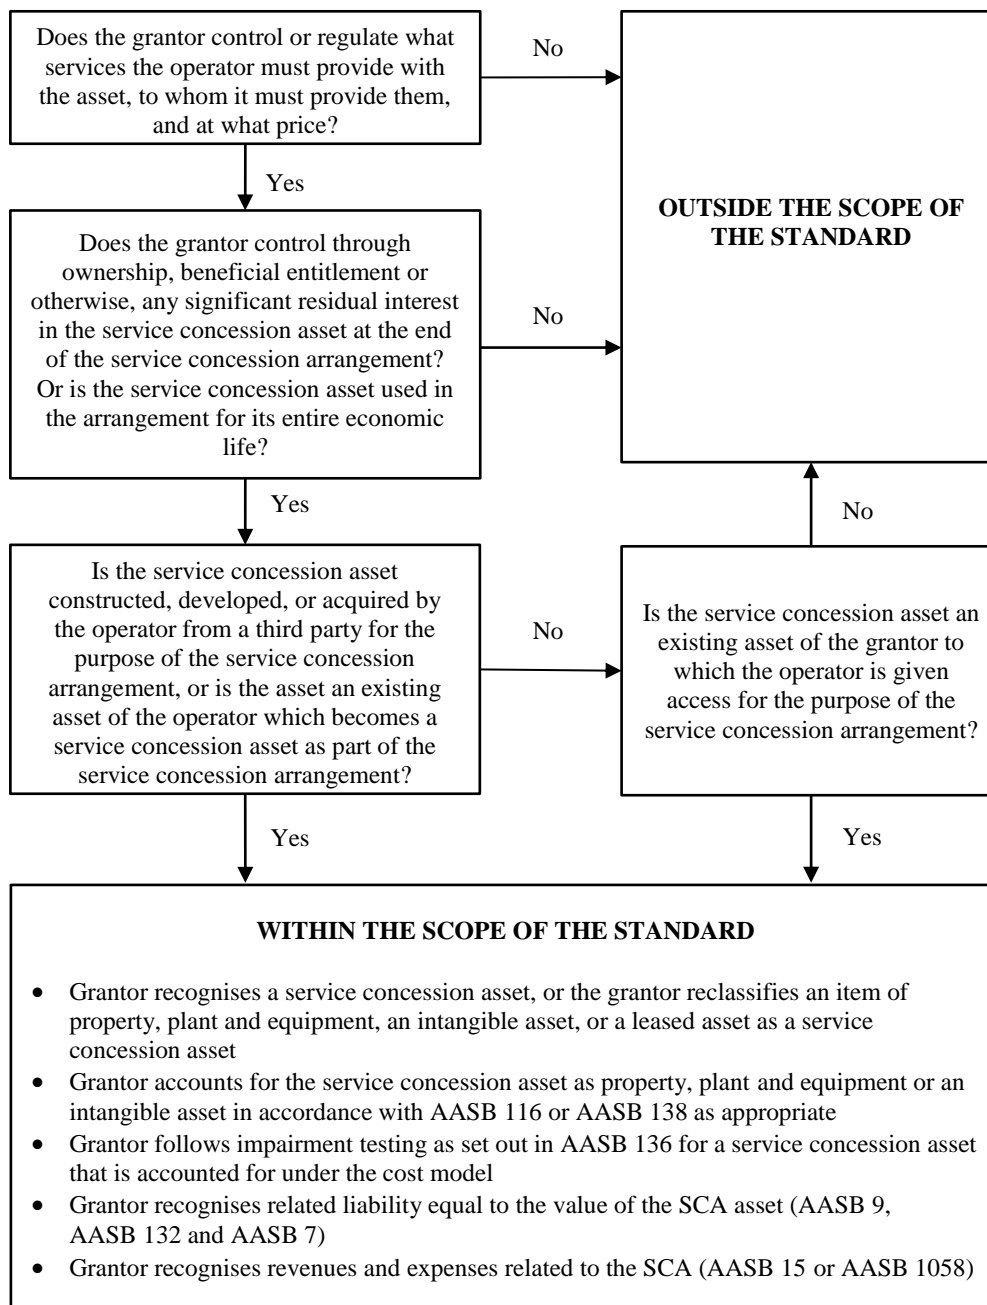 Does the grantor control or regulate what
services the operator must provide with
the asset, to whom it must provide them,
and at what price?
No
Yes
OUTSIDE THE SCOPE OF
THE STANDARD
Does the grantor control through
ownership, beneficial entitlement or
otherwise, any significant residual interest
in the service concession asset at the end
of the service concession arrangement?
Or is the service concession asset used in
the arrangement for its entire economic
life?
No
Yes
No
Is the service concession asset
constructed, developed, or acquired by
the operator from a third party for the
purpose of the service concession
arrangement, or is the asset an existing
asset of the operator which becomes a
service concession asset as part of the
service concession arrangement?
No
Is the service concession asset an
existing asset of the grantor to
which the operator is given
access for the purpose of the
service concession arrangement?
Yes
Yes
WITHIN THE SCOPE OF THE STANDARD
• Grantor recognises a service concession asset, or the grantor reclassifies an item of
property, plant and equipment, an intangible asset, or a leased asset as a service
concession asset
• Grantor accounts for the service concession asset as property, plant and equipment or an
intangible asset in accordance with AASB 116 or AASB 138 as appropriate
• Grantor follows impairment testing as set out in AASB 136 for a service concession asset
that is accounted for under the cost model
• Grantor recognises related liability equal to the value of the SCA asset (AASB 9,
AASB 132 and AASB 7)
• Grantor recognises revenues and expenses related to the SCA (AASB 15 or AASB 1058)